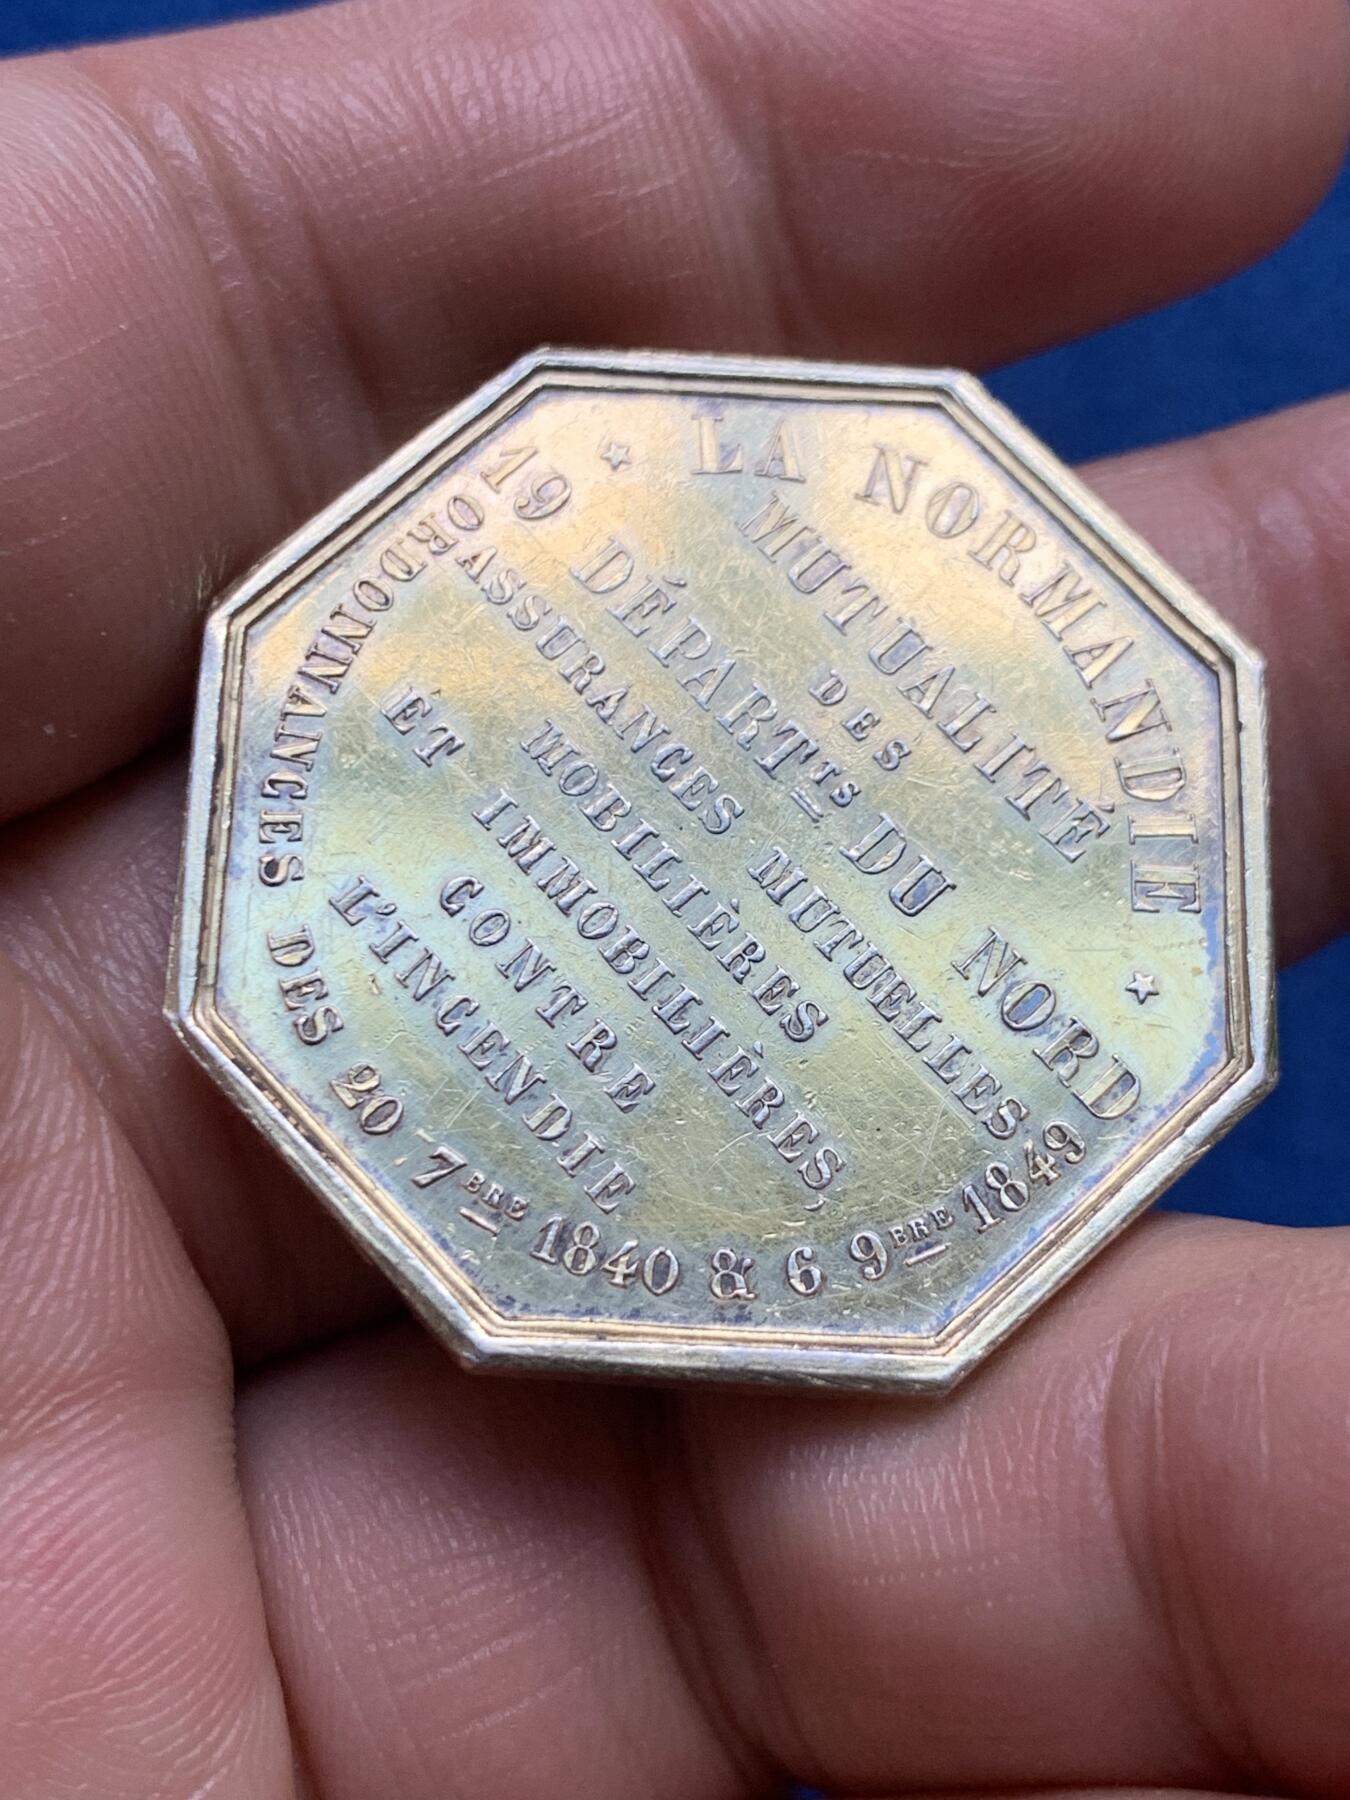 LA NORMANDIE
MUTUALITÉ
DES
19 DÉPARTTS DU NORD
ASSURANCES MUTUELLES
MOBILIÈRES
ET IMMOBILIÈRES,
CONTRE
L'INCENDIE
ORDONNANCES DES 20 7BRE 1840 & 6 9BRE 1849